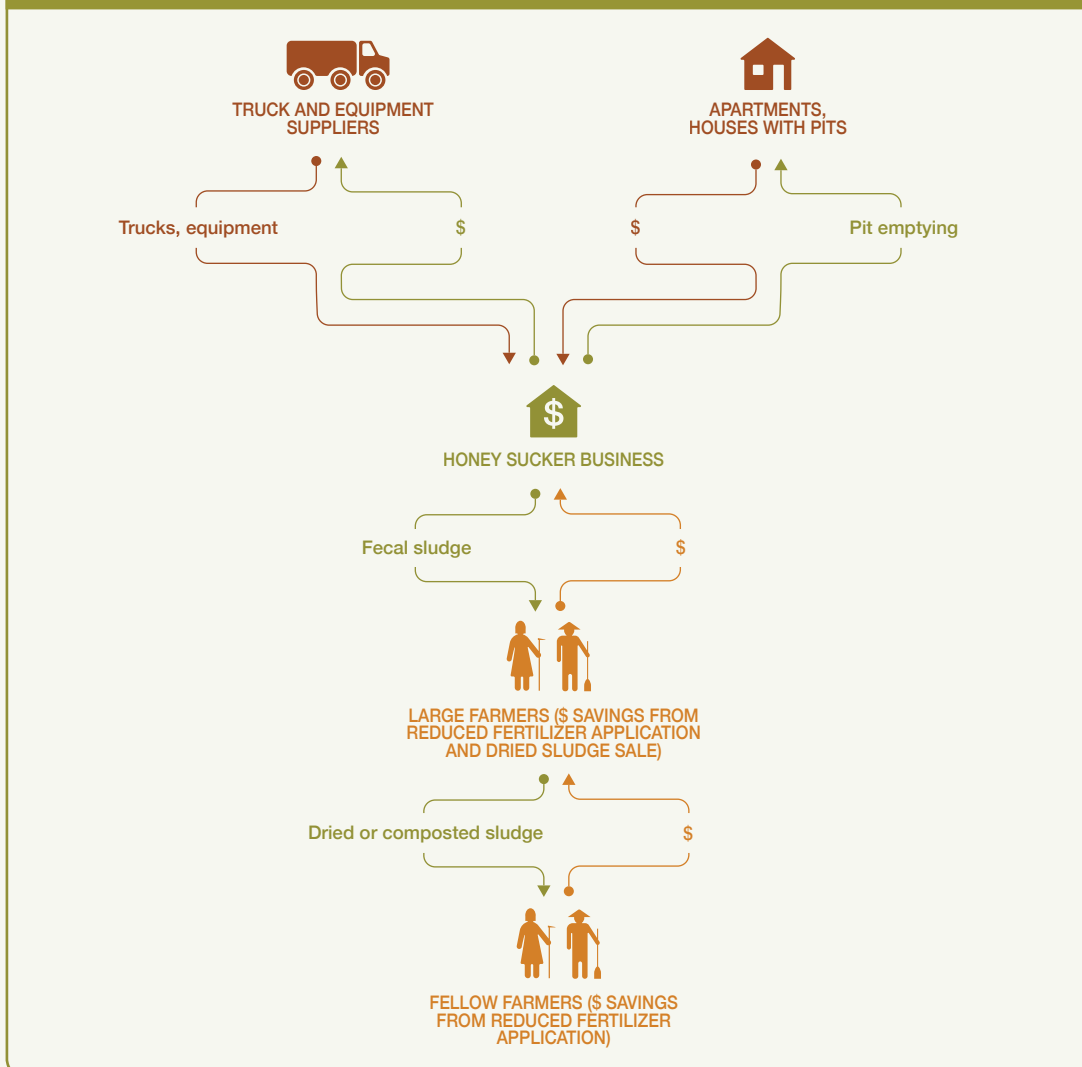 TRUCK AND EQUIPMENT
SUPPLIERS
APARTMENTS,
HOUSES WITH PITS
Trucks, equipment
$
$
Pit emptying
$
HONEY SUCKER BUSINESS
Fecal sludge
$
LARGE FARMERS ($ SAVINGS FROM
REDUCED FERTILIZER APPLICATION
AND DRIED SLUDGE SALE)
Dried or composted sludge
$
FELLOW FARMERS ($ SAVINGS
FROM REDUCED FERTILIZER
APPLICATION)